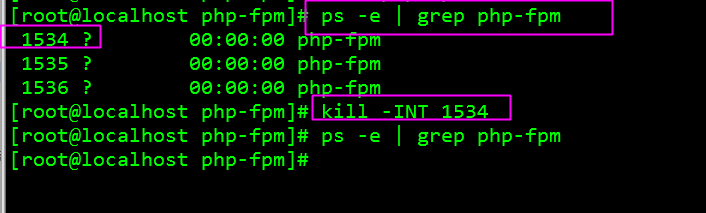 [root@localhost php-fpm]# ps -e | grep php-fpm
1534 ? 00:00:00 php-fpm
1535 ? 00:00:00 php-fpm
1536 ? 00:00:00 php-fpm
[root@localhost php-fpm]# kill -INT 1534
[root@localhost php-fpm]# ps -e | grep php-fpm
[root@localhost php-fpm]#